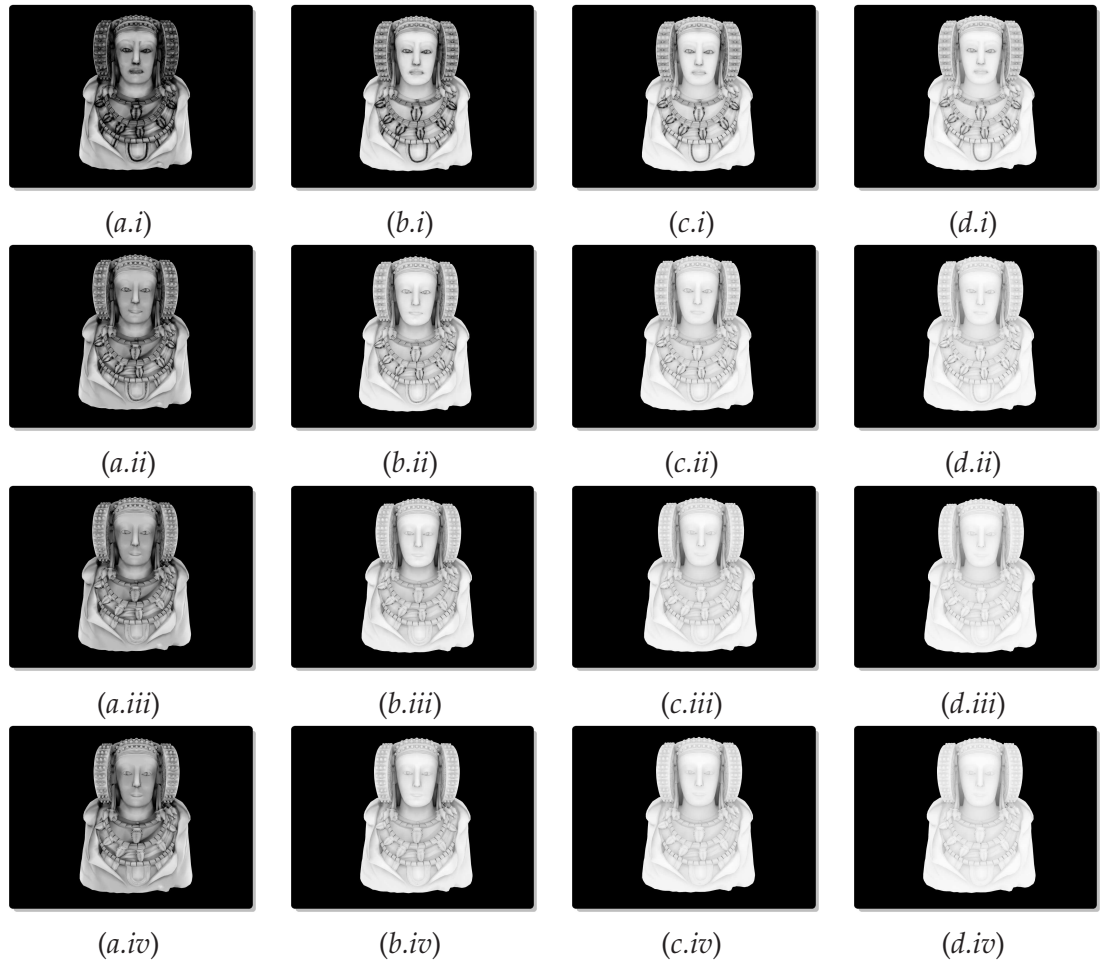 (a.i) (b.i) (c.i) (d.i)
(a.ii) (b.ii) (c.ii) (d.ii)
(a.iii) (b.iii) (c.iii) (d.iii)
(a.iv) (b.iv) (c.iv) (d.iv)